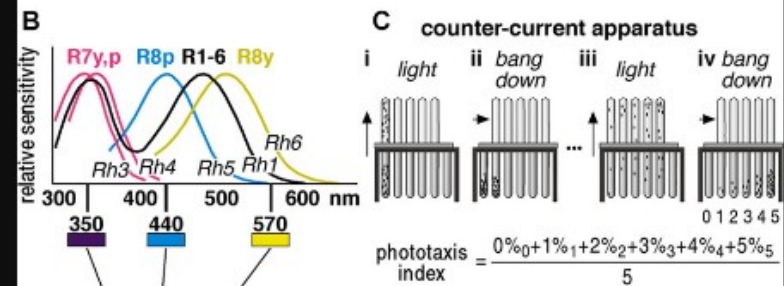 B
R7y,p R8p R1-6 R8y
relative sensitivity
Rh3 Rh4 Rh5 Rh1 Rh6
300 400 500 600 nm
350 440 570
C
counter-current apparatus
i light
ii bang down
...
iii light
iv bang down
0 1 2 3 4 5
phototaxis index = 0%₀+1%₁+2%₂+3%₃+4%₄+5%₅
5